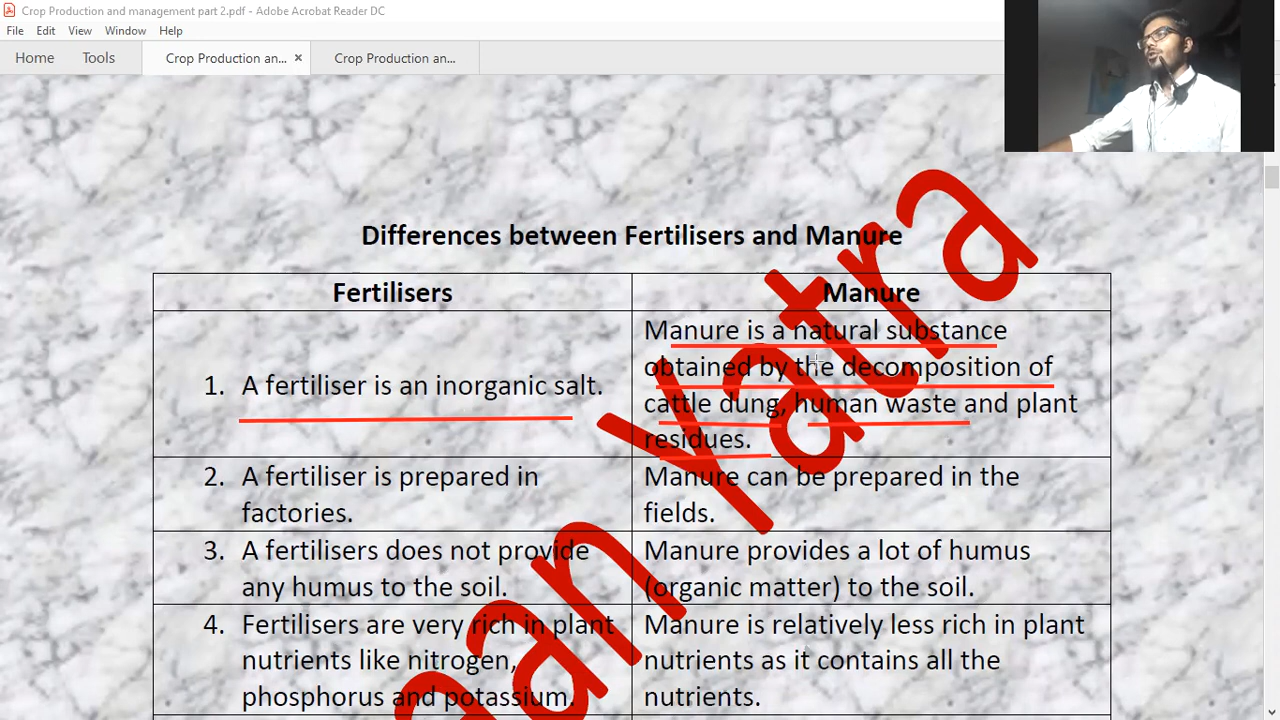 Crop Production and management part 2.pdf - Adobe Acrobat Reader DC
File Edit View Window Help
Home Tools Crop Production an... × Crop Production an...
Differences between Fertilisers and Manure
Fertilisers
Manure
1. A fertiliser is an inorganic salt.
Manure is a natural substance
obtained by the decomposition of
cattle dung, human waste and plant
residues.
2. A fertiliser is prepared in
factories.
Manure can be prepared in the
fields.
3. A fertilisers does not provide
any humus to the soil.
Manure provides a lot of humus
(organic matter) to the soil.
4. Fertilisers are very rich in plant
nutrients like nitrogen,
phosphorus and potassium.
Manure is relatively less rich in plant
nutrients as it contains all the
nutrients.
Yatra